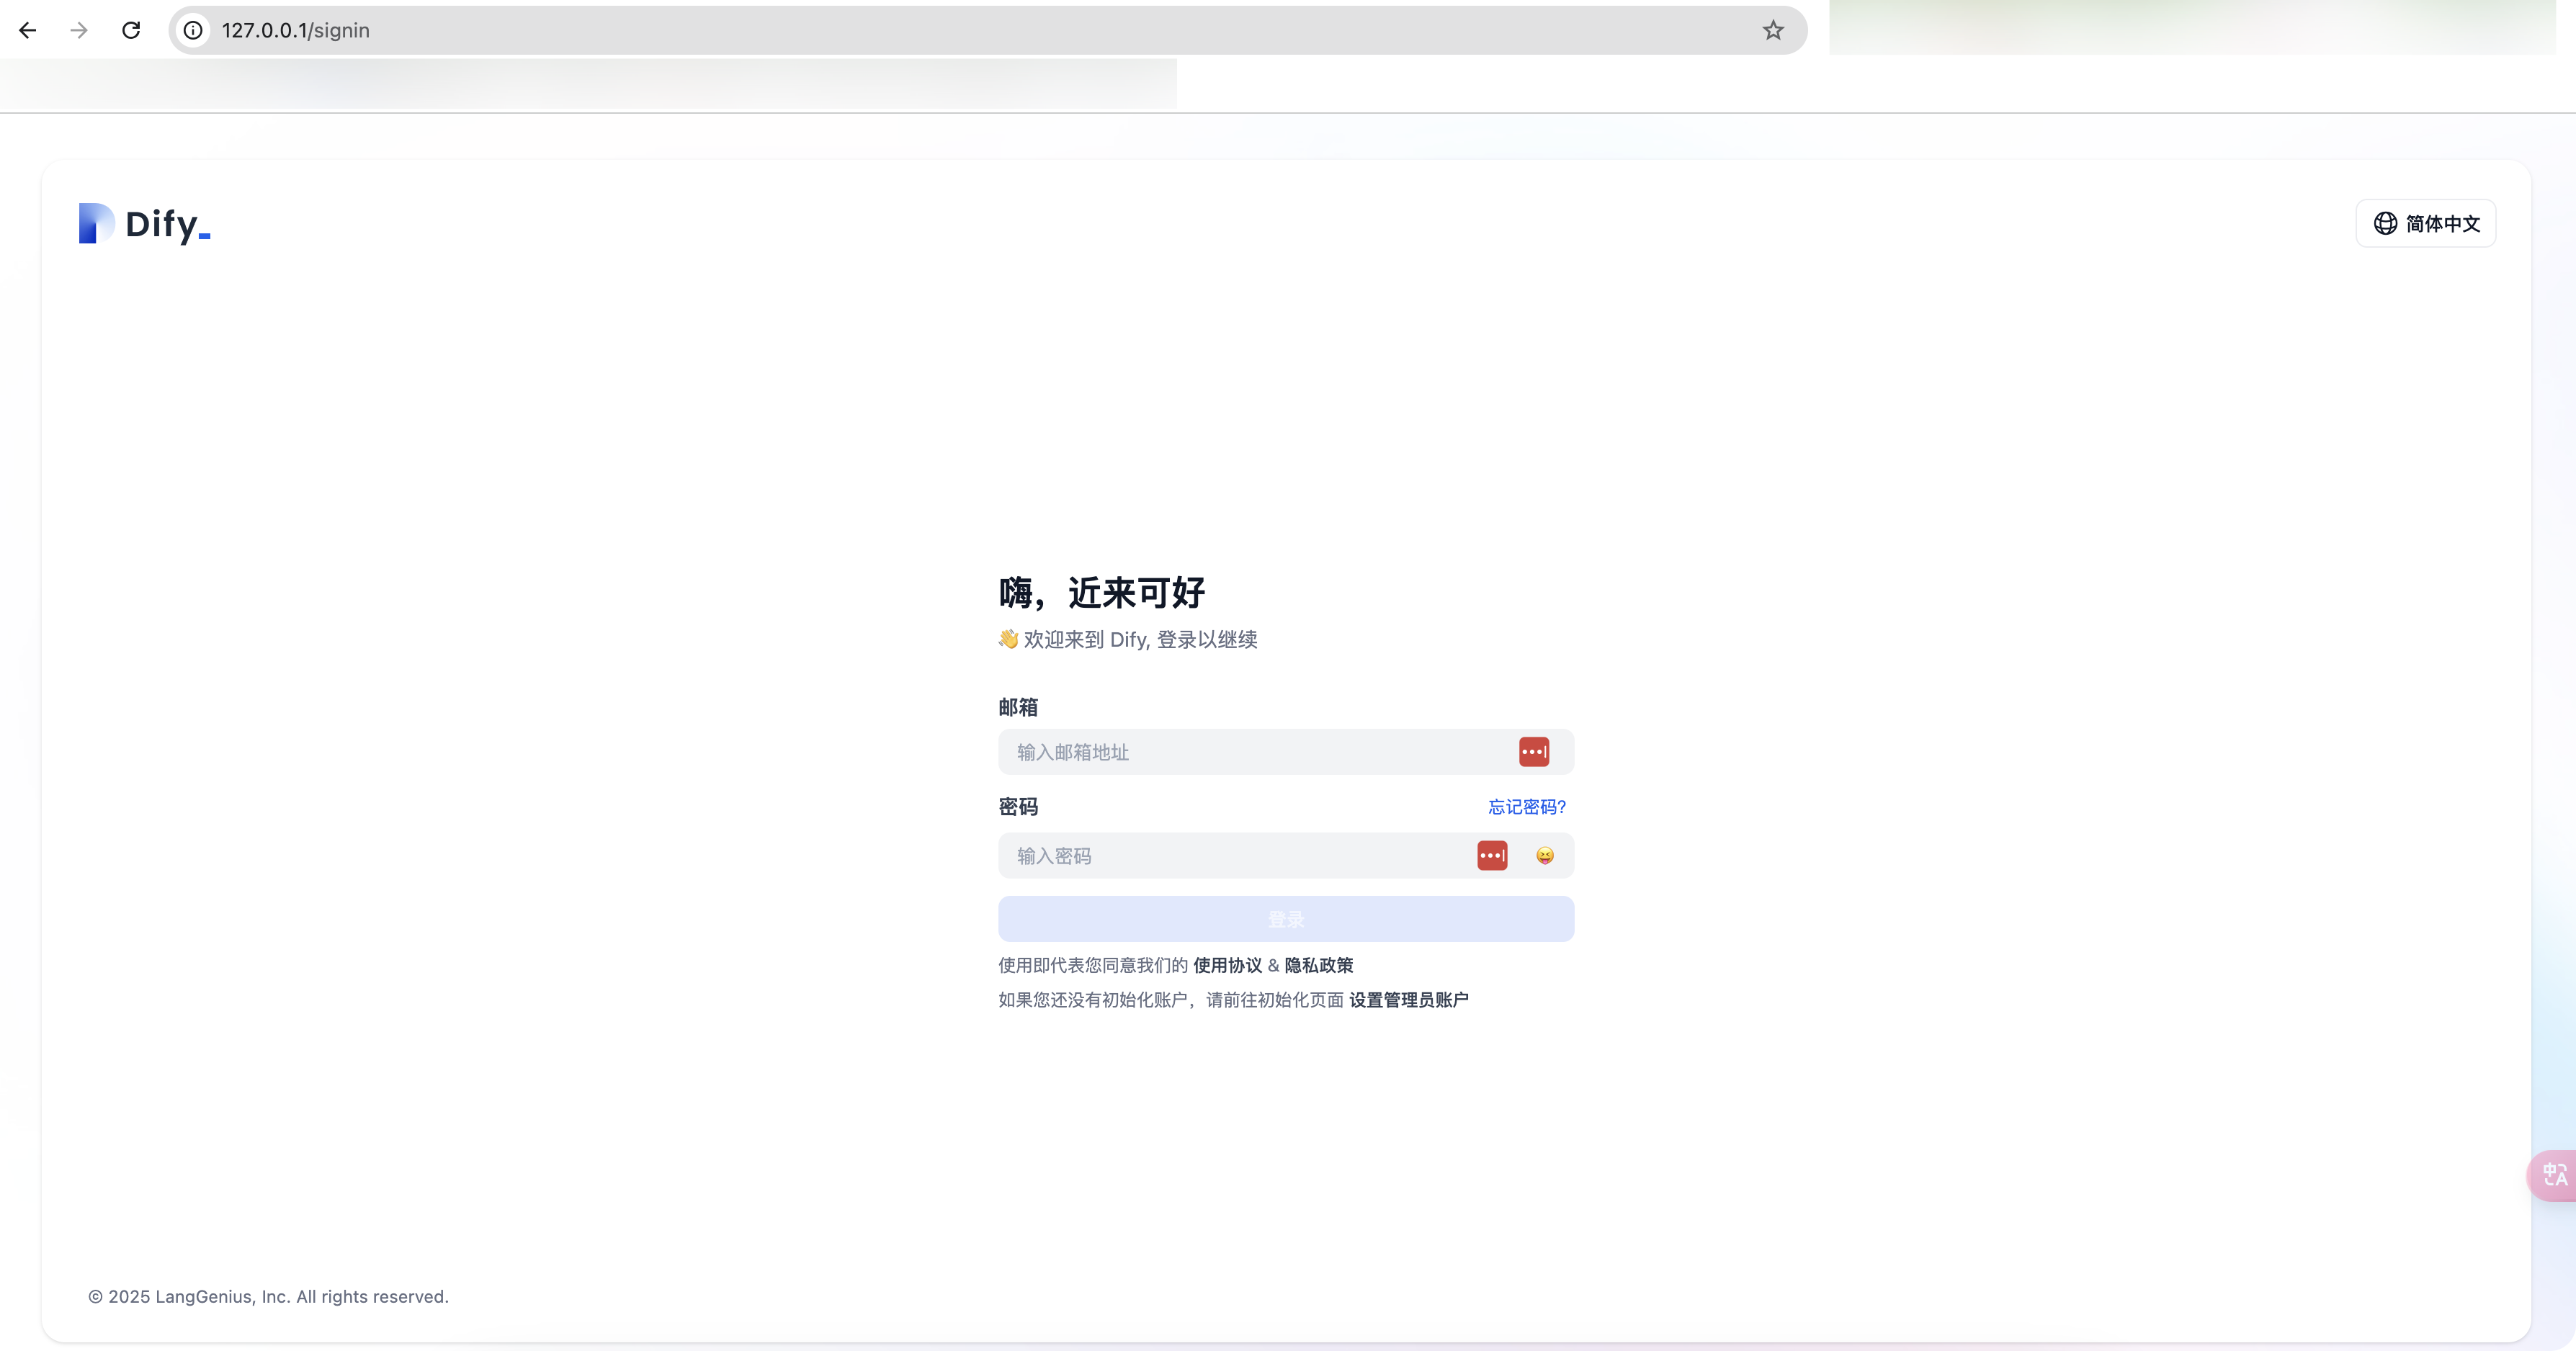 127.0.0.1/signin
Dify_
简体中文
嗨，近来可好
👋 欢迎来到 Dify, 登录以继续
邮箱
输入邮箱地址
密码 忘记密码?
输入密码
登录
使用即代表您同意我们的 使用协议 & 隐私政策
如果您还没有初始化账户，请前往初始化页面 设置管理员账户
中A
© 2025 LangGenius, Inc. All rights reserved.